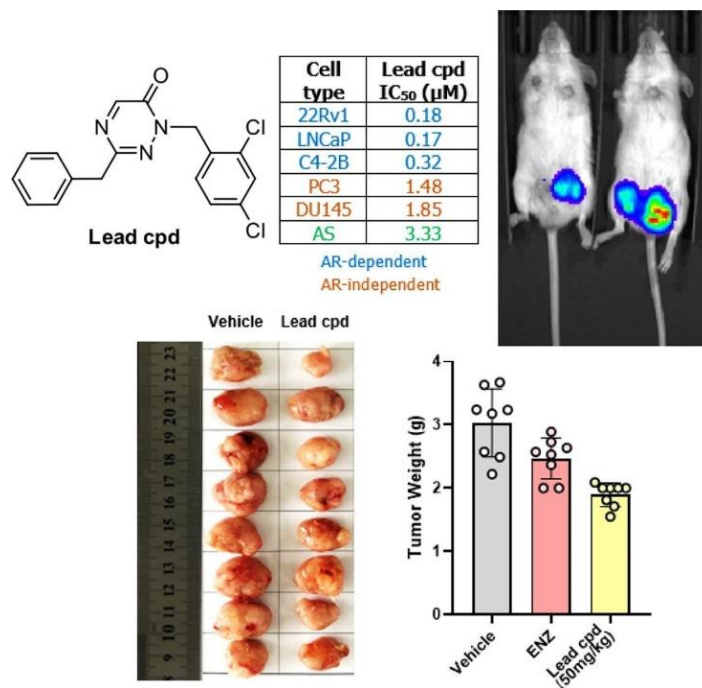 O
N
N
N
Cl
Cl
Lead cpd
Cell type Lead cpd IC₅₀ (µM)
22Rv1 0.18
LNCaP 0.17
C4-2B 0.32
PC3 1.48
DU145 1.85
AS 3.33
AR-dependent
AR-independent
Vehicle Lead cpd
23
22
21
20
19
18
17
16
15
14
13
12
11
10
9
8
Tumor Weight (g)
4
3
2
1
0
Vehicle
ENZ
Lead cpd
(50mg/kg)